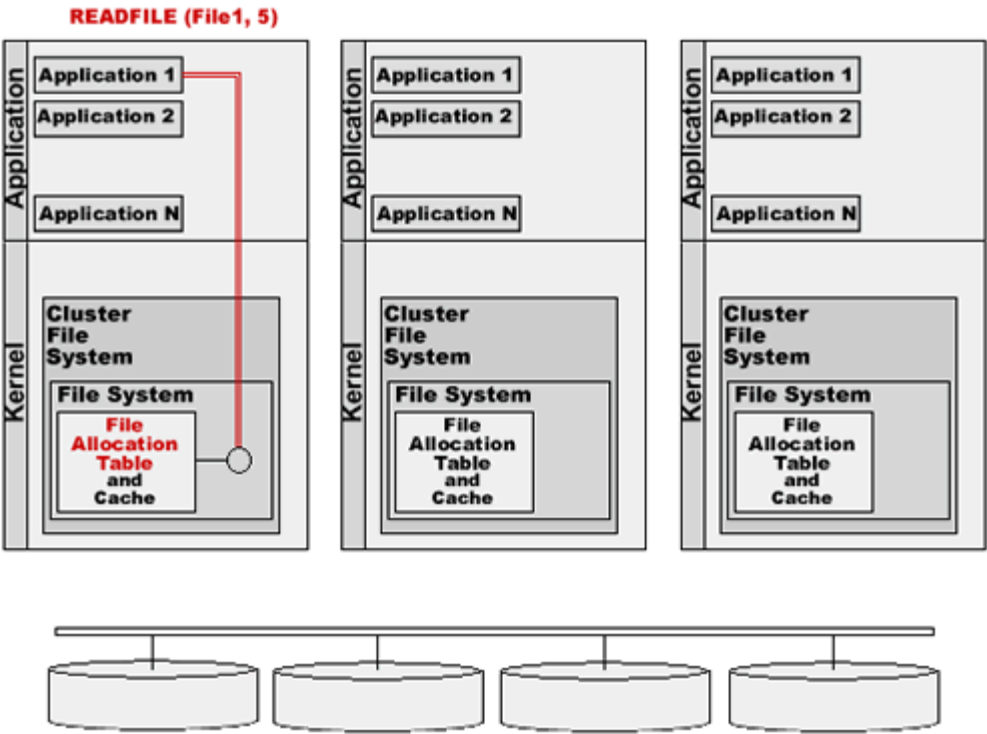 READFILE (File1, 5)
Application
Application 1
Application 2
Application N
Kernel
Cluster
File
System
File System
File
Allocation
Table
and
Cache
Application
Application 1
Application 2
Application N
Kernel
Cluster
File
System
File System
File
Allocation
Table
and
Cache
Application
Application 1
Application 2
Application N
Kernel
Cluster
File
System
File System
File
Allocation
Table
and
Cache